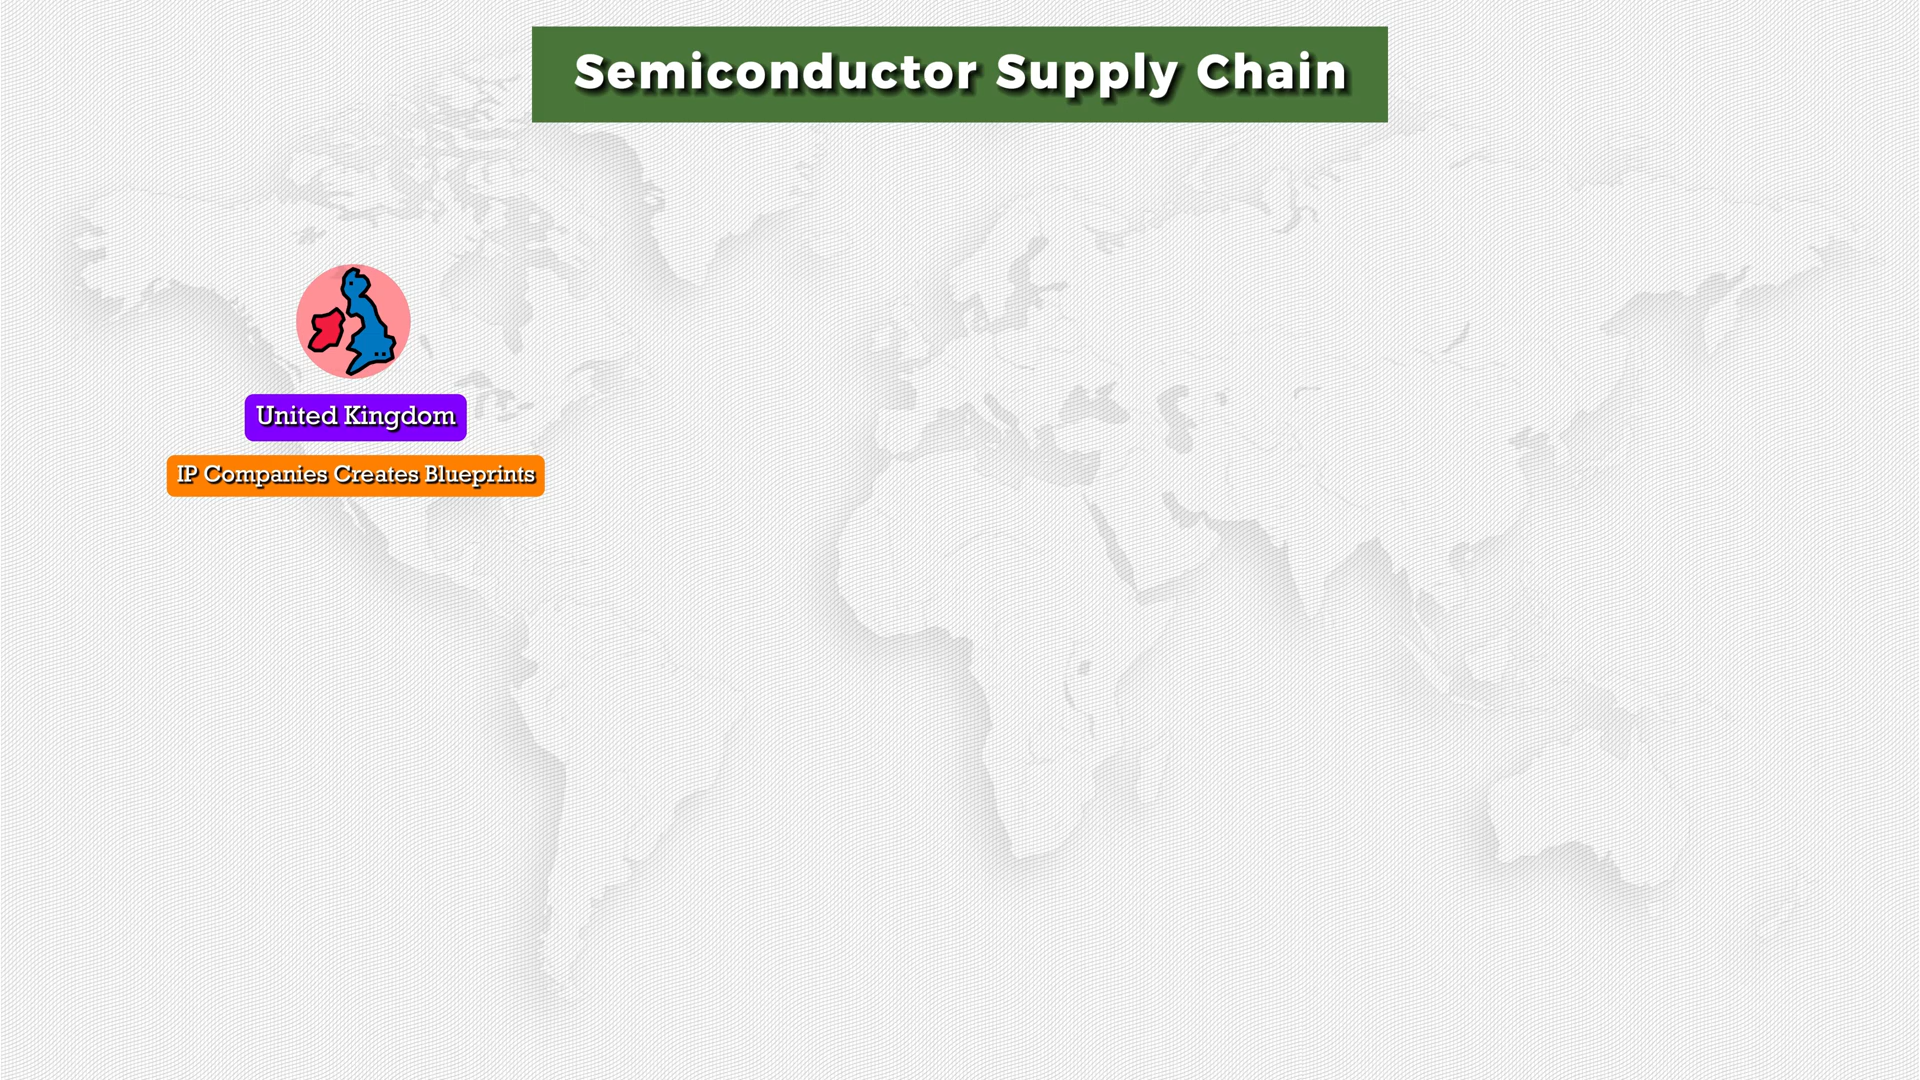 Semiconductor Supply Chain
United Kingdom
IP Companies Creates Blueprints